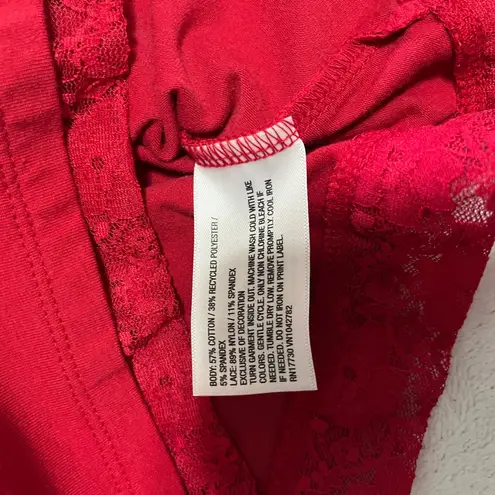 BODY: 57% COTTON / 38% RECYCLED POLYESTER /
5% SPANDEX
LACE: 89% NYLON / 11% SPANDEX
EXCLUSIVE OF DECORATION
TURN GARMENT INSIDE OUT. MACHINE WASH COLD WITH LIKE
COLORS. GENTLE CYCLE. ONLY NON CHLORINE BLEACH IF
NEEDED. TUMBLE DRY LOW. REMOVE PROMPTLY. COOL IRON
IF NEEDED. DO NOT IRON ON PRINT LABEL.
RN17730 VN1042782